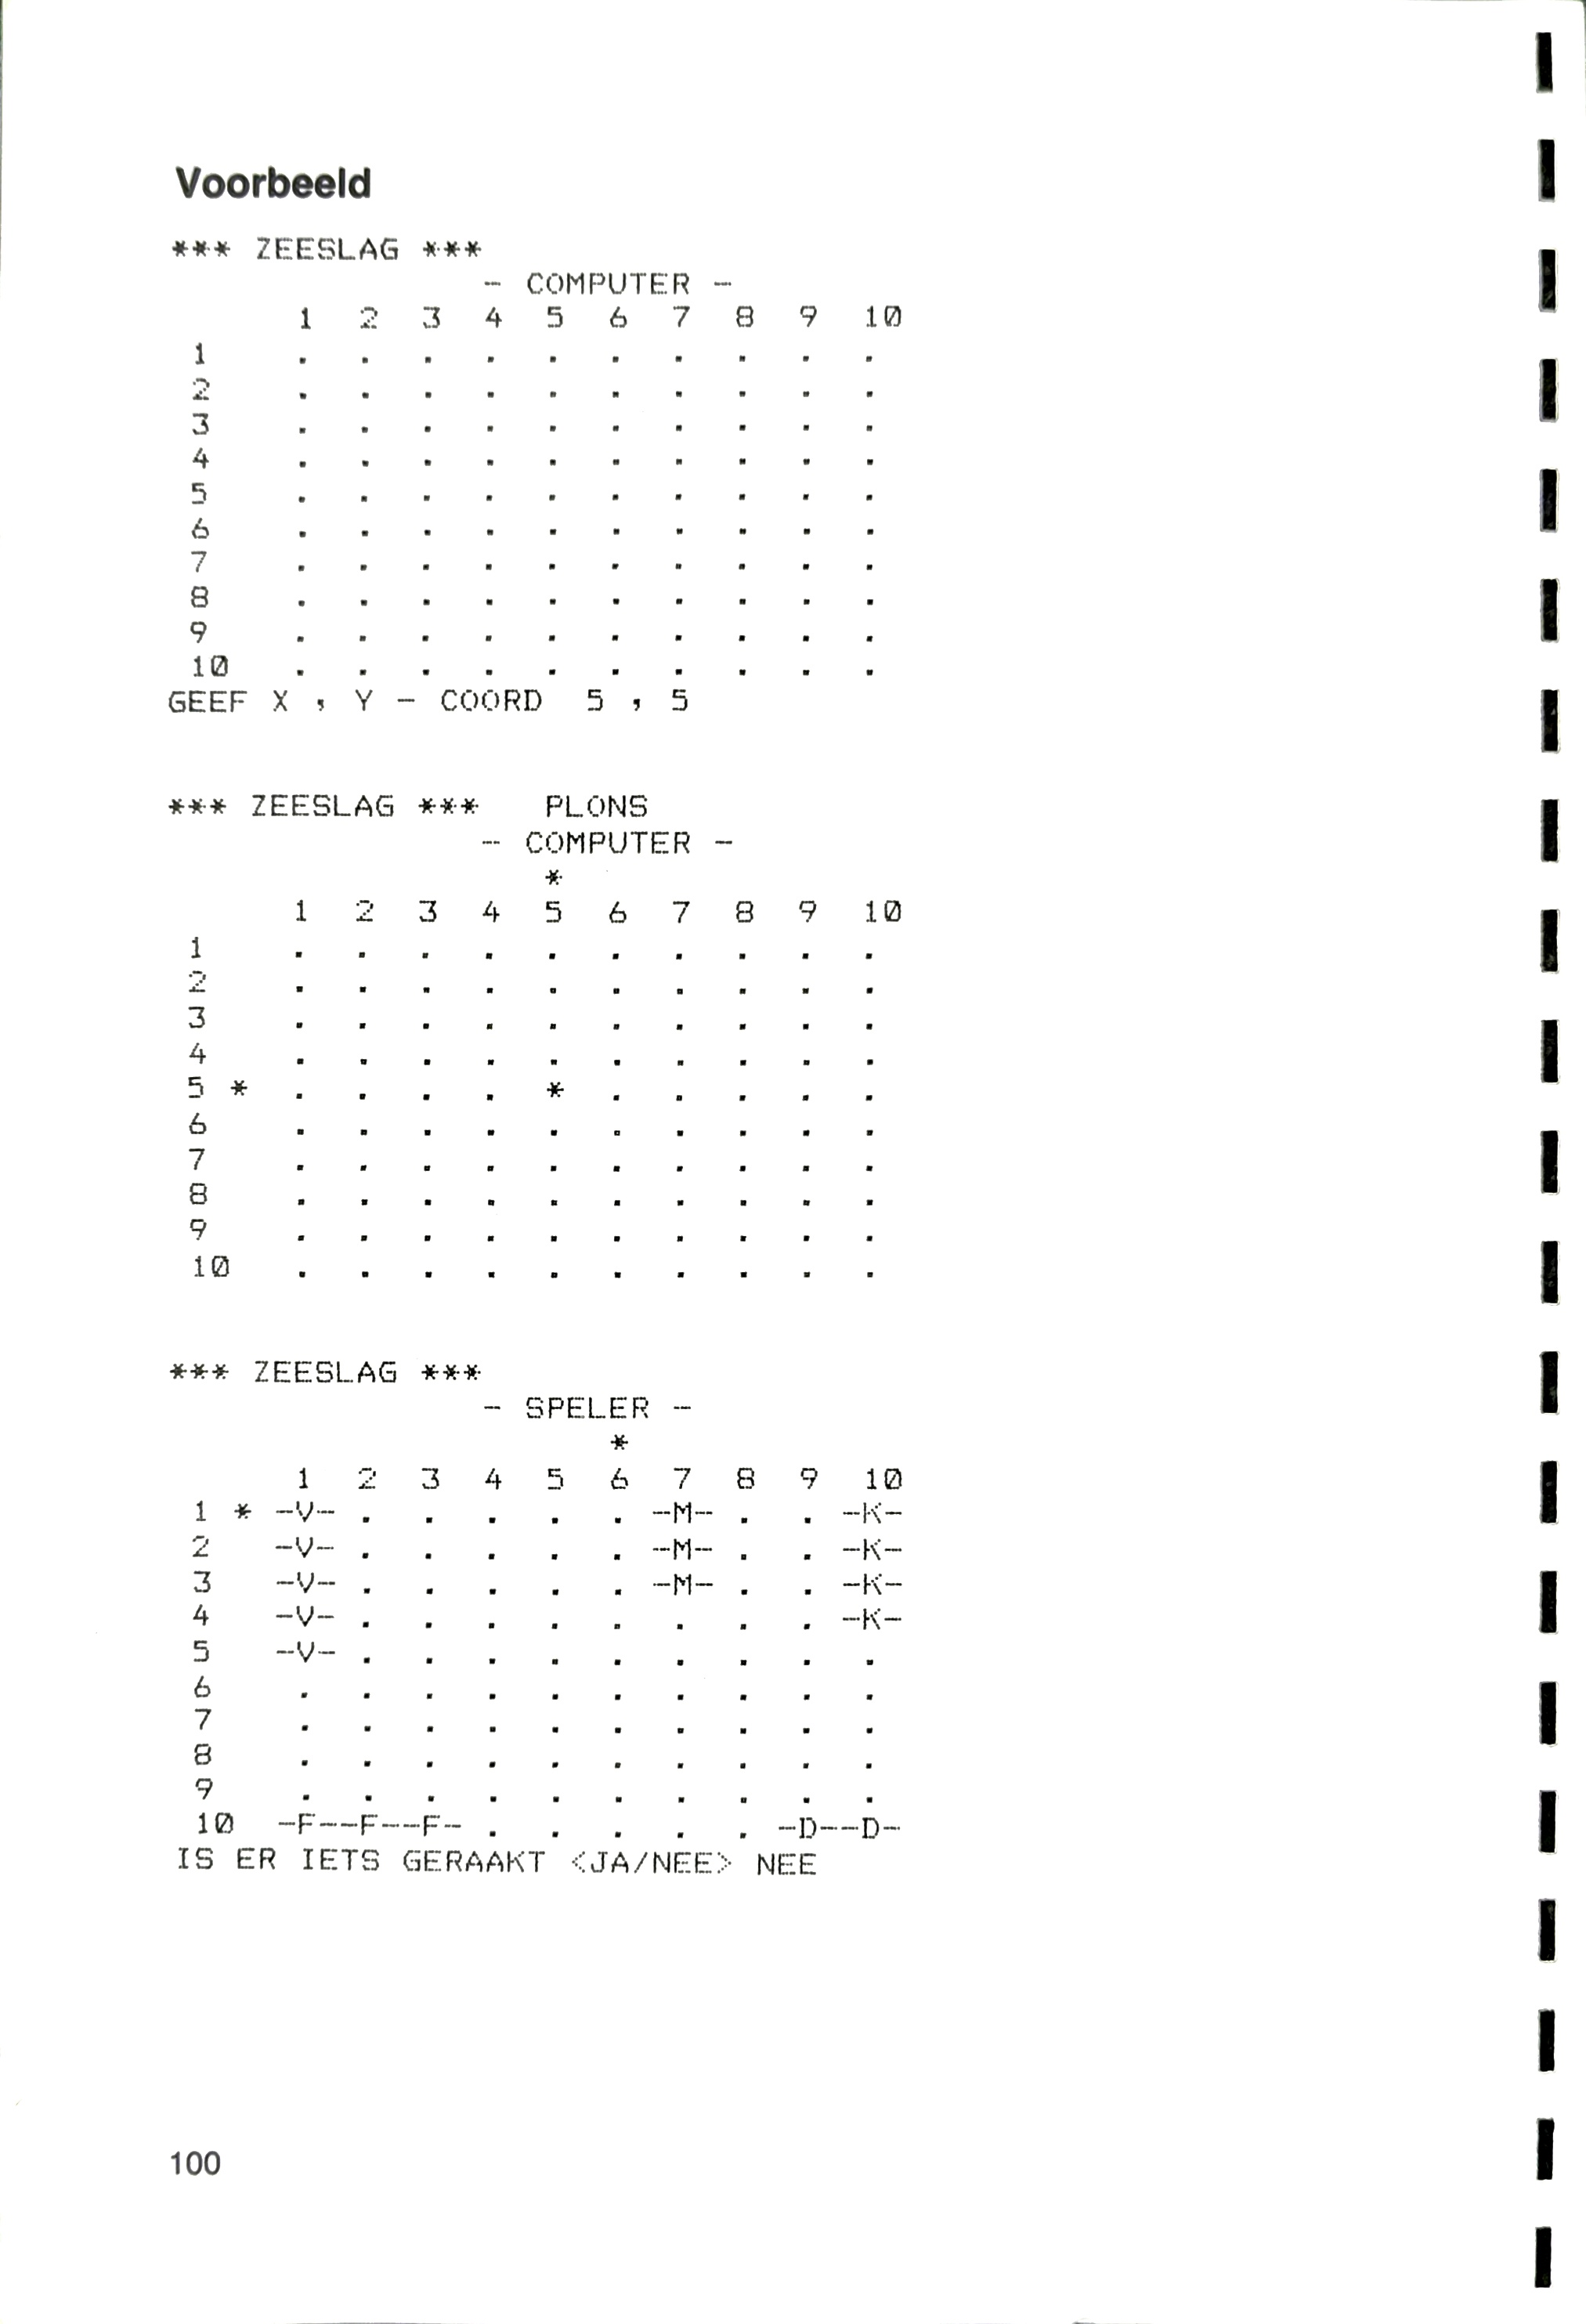 Voorbeeld
*** ZEESLAG ***
- COMPUTER -
1 2 3 4 5 6 7 8 9 10
1 . . . . . . . . . .
2 . . . . . . . . . .
3 . . . . . . . . . .
4 . . . . . . . . . .
5 . . . . . . . . . .
6 . . . . . . . . . .
7 . . . . . . . . . .
8 . . . . . . . . . .
9 . . . . . . . . . .
10 . . . . . . . . . .
GEEF X , Y - COORD 5 , 5
*** ZEESLAG *** PLONS
- COMPUTER -
*
1 2 3 4 5 6 7 8 9 10
1 . . . . . . . . . .
2 . . . . . . . . . .
3 . . . . . . . . . .
4 . . . . . . . . . .
5 * . . . . * . . . . .
6 . . . . . . . . . .
7 . . . . . . . . . .
8 . . . . . . . . . .
9 . . . . . . . . . .
10 . . . . . . . . . .
*** ZEESLAG ***
- SPELER -
*
1 2 3 4 5 6 7 8 9 10
1 * -V- . . . . . -M- . . -K-
2 -V- . . . . . -M- . . -K-
3 -V- . . . . . -M- . . -K-
4 -V- . . . . . . . . -K-
5 -V- . . . . . . . . .
6 . . . . . . . . . .
7 . . . . . . . . . .
8 . . . . . . . . . .
9 . . . . . . . . . .
10 -F--F--F- . . . . . -D--D-
IS ER IETS GERAAKT <JA/NEE> NEE
100